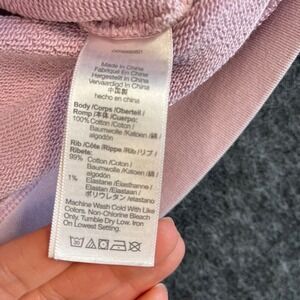 Made in China
Fabriqué En China
Hergestellt in China
Vervaardigd In China
中国製
hecho en china
Body/Corps/Oberteil/
Romp/本体/Cuerpo:
100% Cotton/Coton/
Baumwolle/Katoen/綿/
algodón
Rib/Côte/Rippe/Rib/リブ/
Ribete:
99% Cotton/Coton/
Baumwolle/Katoen/綿/
algodón
1% Elastane/Élasthanne/
Elastan/Elastaan/
ポリウレタン/elastano
Machine Wash Cold With Like
Colors. Non-Chlorine Bleach
Only. Tumble Dry Low. Iron
On Lowest Setting.